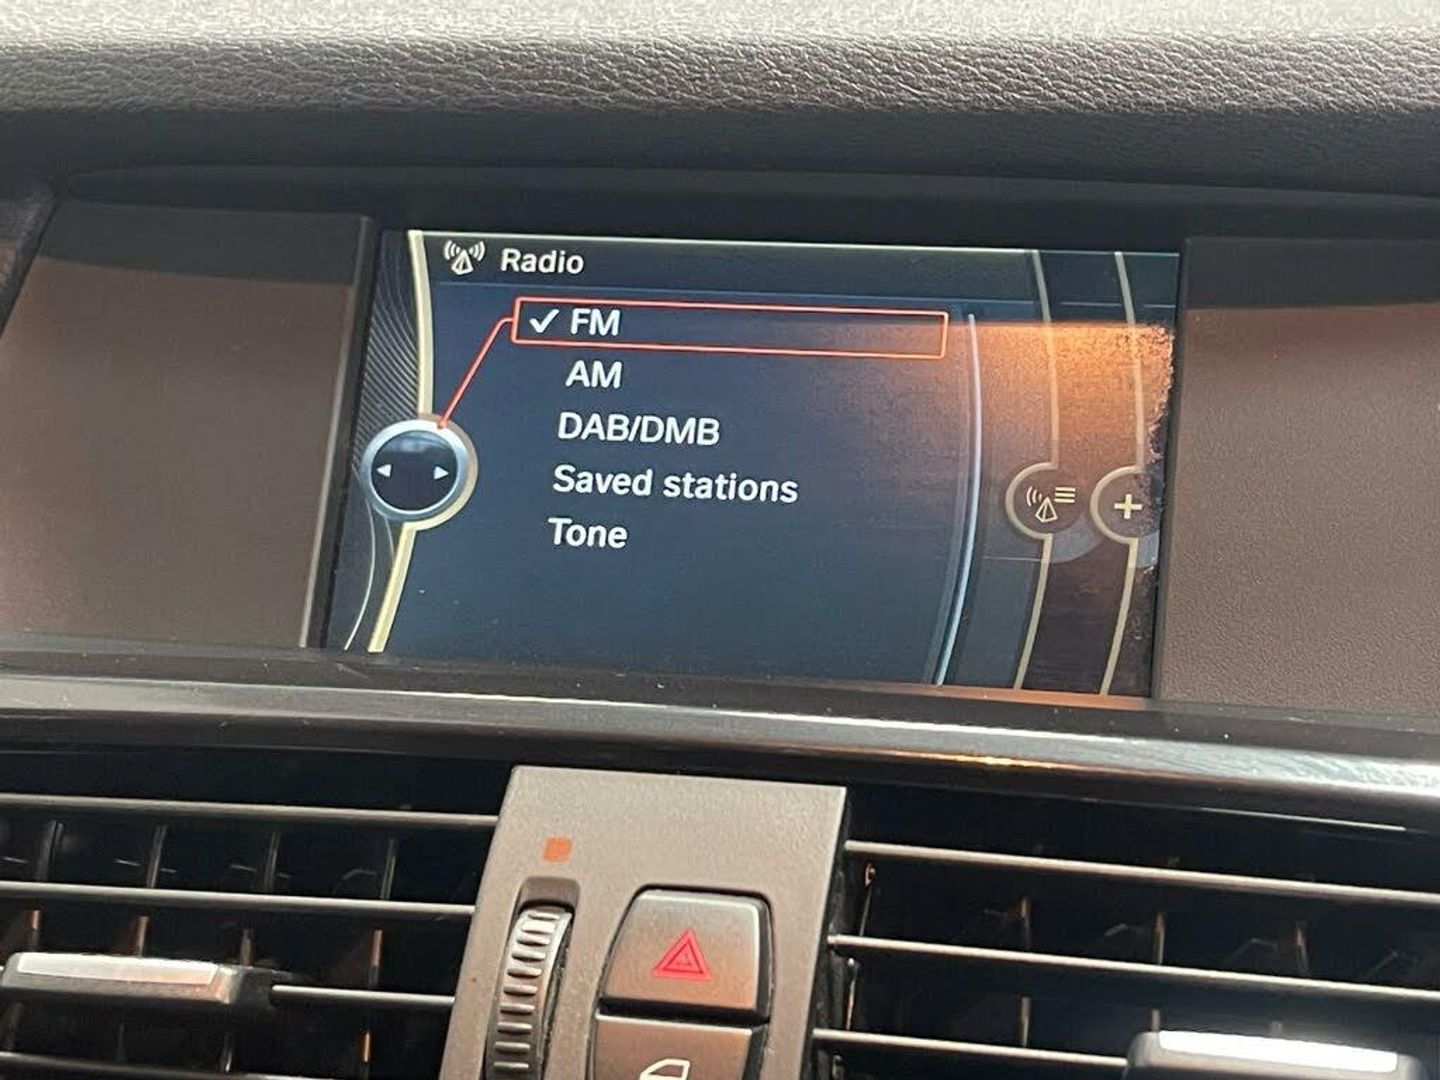 Radio
✓ FM
AM
DAB/DMB
Saved stations
Tone